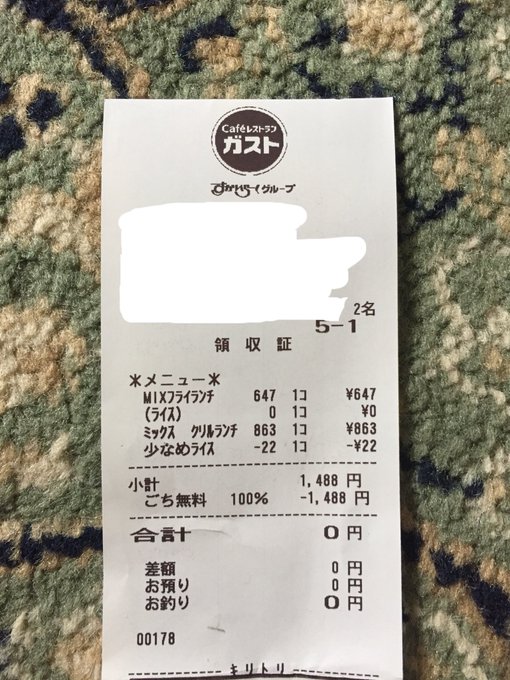 Caféレストラン
ガスト
すかいらーくグループ
2名
5-1
領収証
*メニュー*
MIXフライランチ 647 1コ ¥647
(ライス) 0 1コ ¥0
ミックス グリルランチ 863 1コ ¥863
少なめライス -22 1コ -¥22
小計 1,488 円
ごち無料 100% -1,488 円
合計 0 円
差額 0 円
お預り 0 円
お釣り 0 円
00178
キリトリ